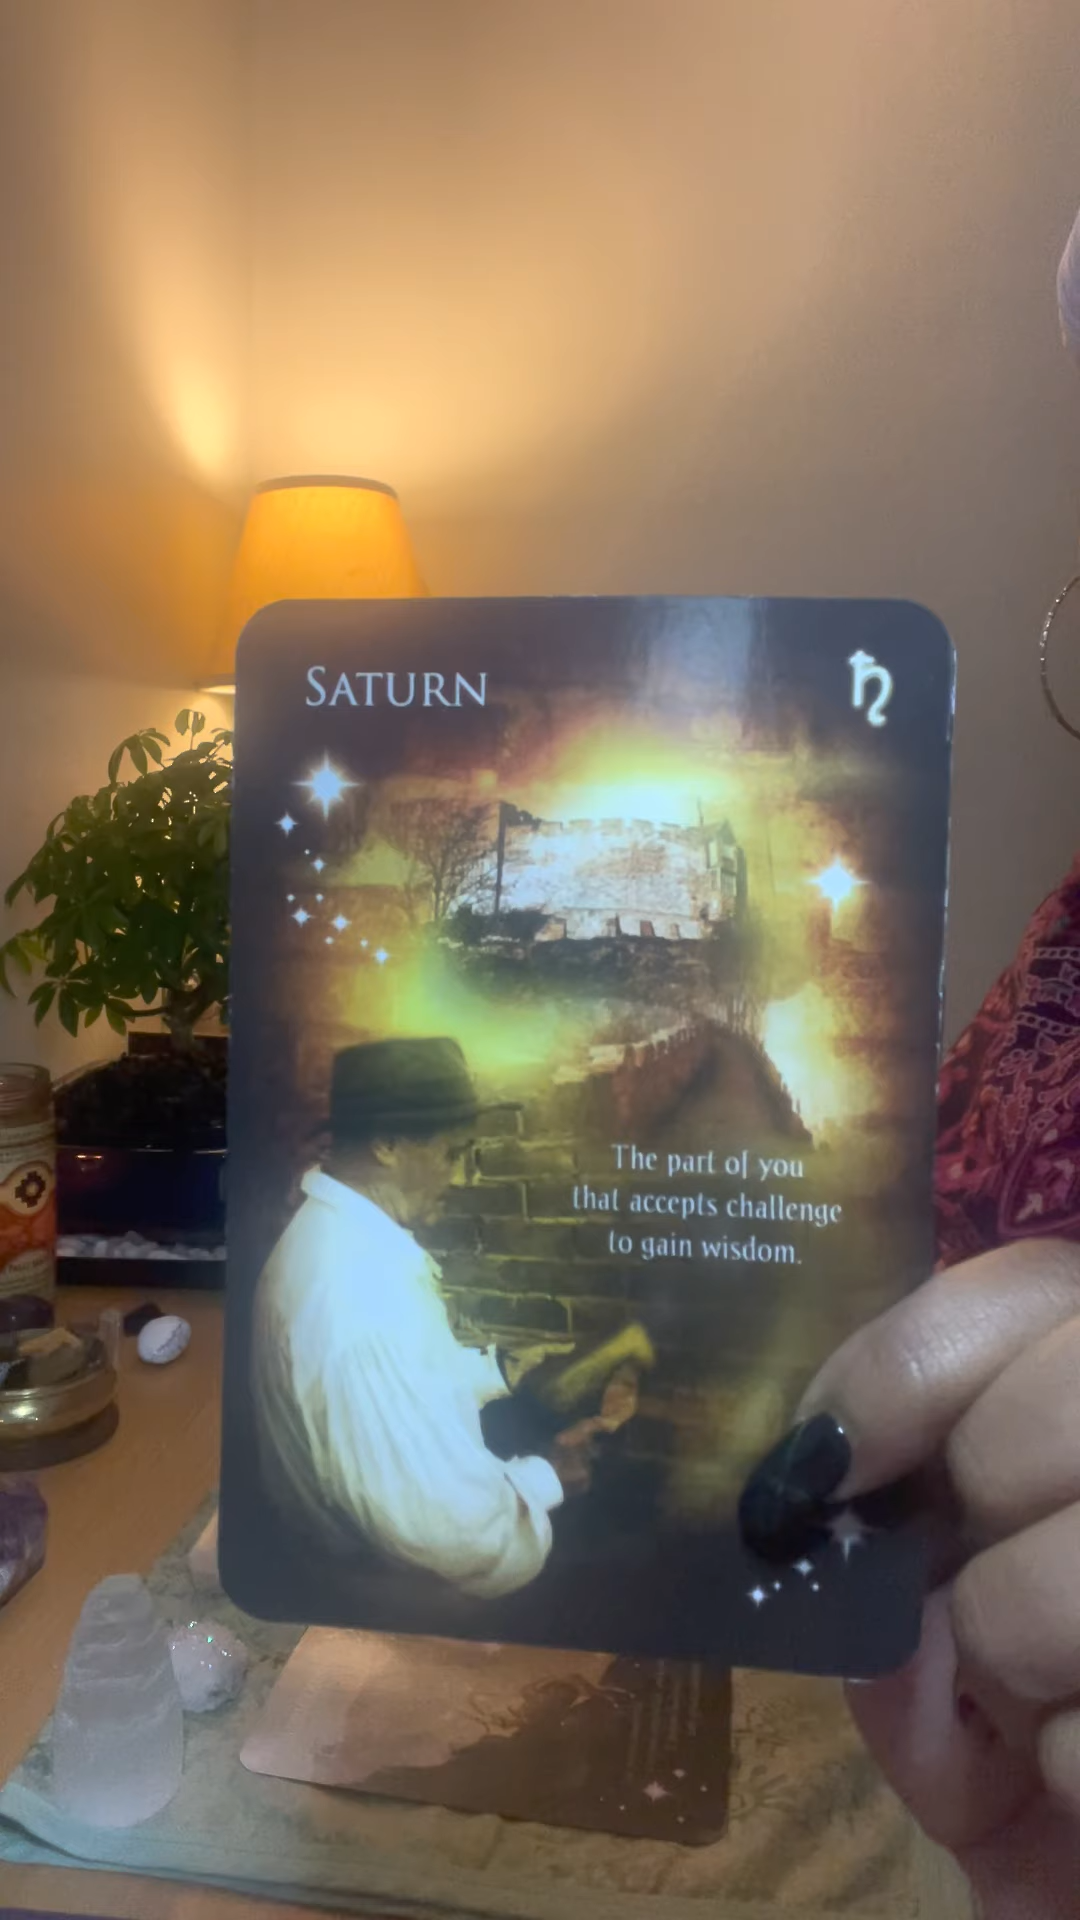 SATURN
♄
The part of you
that accepts challenge
to gain wisdom.